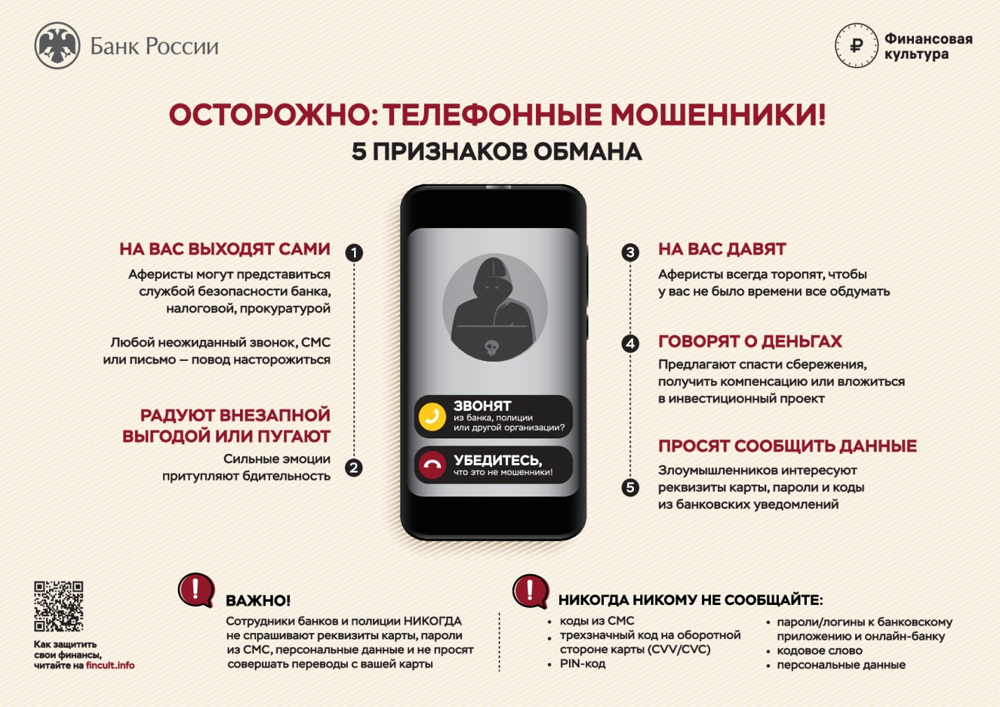 Банк России
Финансовая
культура
ОСТОРОЖНО: ТЕЛЕФОННЫЕ МОШЕННИКИ!
5 ПРИЗНАКОВ ОБМАНА
1
НА ВАС ВЫХОДЯТ САМИ
Аферисты могут представиться
службой безопасности банка,
налоговой, прокуратурой
Любой неожиданный звонок, СМС
или письмо – повод насторожиться
РАДУЮТ ВНЕЗАПНОЙ
ВЫГОДОЙ ИЛИ ПУГАЮТ
Сильные эмоции
притупляют бдительность
2
ЗВОНЯТ
из банка, полиции
или другой организации?
УБЕДИТЕСЬ,
что это не мошенники!
3
НА ВАС ДАВЯТ
Аферисты всегда торопят, чтобы
у вас не было времени все обдумать
4
ГОВОРЯТ О ДЕНЬГАХ
Предлагают спасти сбережения,
получить компенсацию или вложиться
в инвестиционный проект
ПРОСЯТ СООБЩИТЬ ДАННЫЕ
Злоумышленников интересуют
реквизиты карты, пароли и коды
из банковских уведомлений
5
Как защитить
свои финансы,
читайте на fincult.info
!
ВАЖНО!
Сотрудники банков и полиции НИКОГДА
не спрашивают реквизиты карты, пароли
из СМС, персональные данные и не просят
совершать переводы с вашей карты
!
НИКОГДА НИКОМУ НЕ СООБЩАЙТЕ:
• коды из СМС
• трехзначный код на оборотной
стороне карты (CVV/CVC)
• PIN-код
• пароли/логины к банковскому
приложению и онлайн-банку
• кодовое слово
• персональные данные